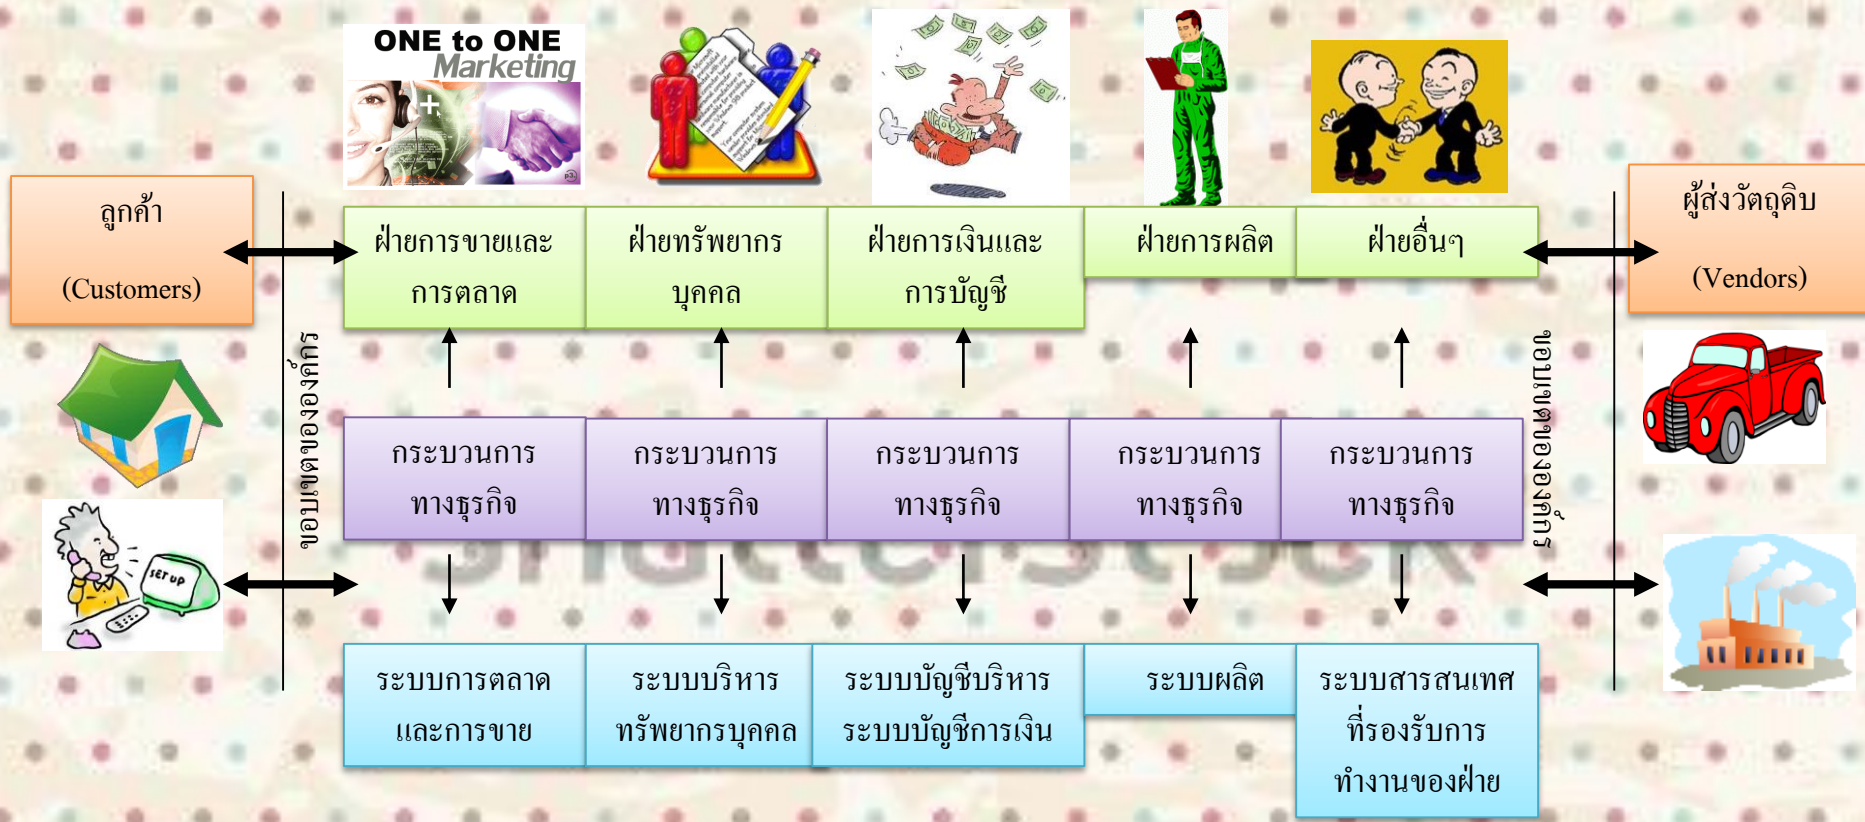 ONE to ONE
Marketing
p3.
SET UP
ลูกค้า
(Customers)
ฝ่ายการขายและ
การตลาด
ฝ่ายทรัพยากร
บุคคล
ฝ่ายการเงินและ
การบัญชี
ฝ่ายการผลิต
ฝ่ายอื่นๆ
ผู้ส่งวัตถุดิบ
(Vendors)
ขอบเขตขององค์การ
ขอบเขตขององค์การ
กระบวนการ
ทางธุรกิจ
กระบวนการ
ทางธุรกิจ
กระบวนการ
ทางธุรกิจ
กระบวนการ
ทางธุรกิจ
กระบวนการ
ทางธุรกิจ
shutterstock
ระบบการตลาด
และการขาย
ระบบบริหาร
ทรัพยากรบุคคล
ระบบบัญชีบริหาร
ระบบบัญชีการเงิน
ระบบผลิต
ระบบสารสนเทศ
ที่รองรับการ
ทำงานของฝ่าย